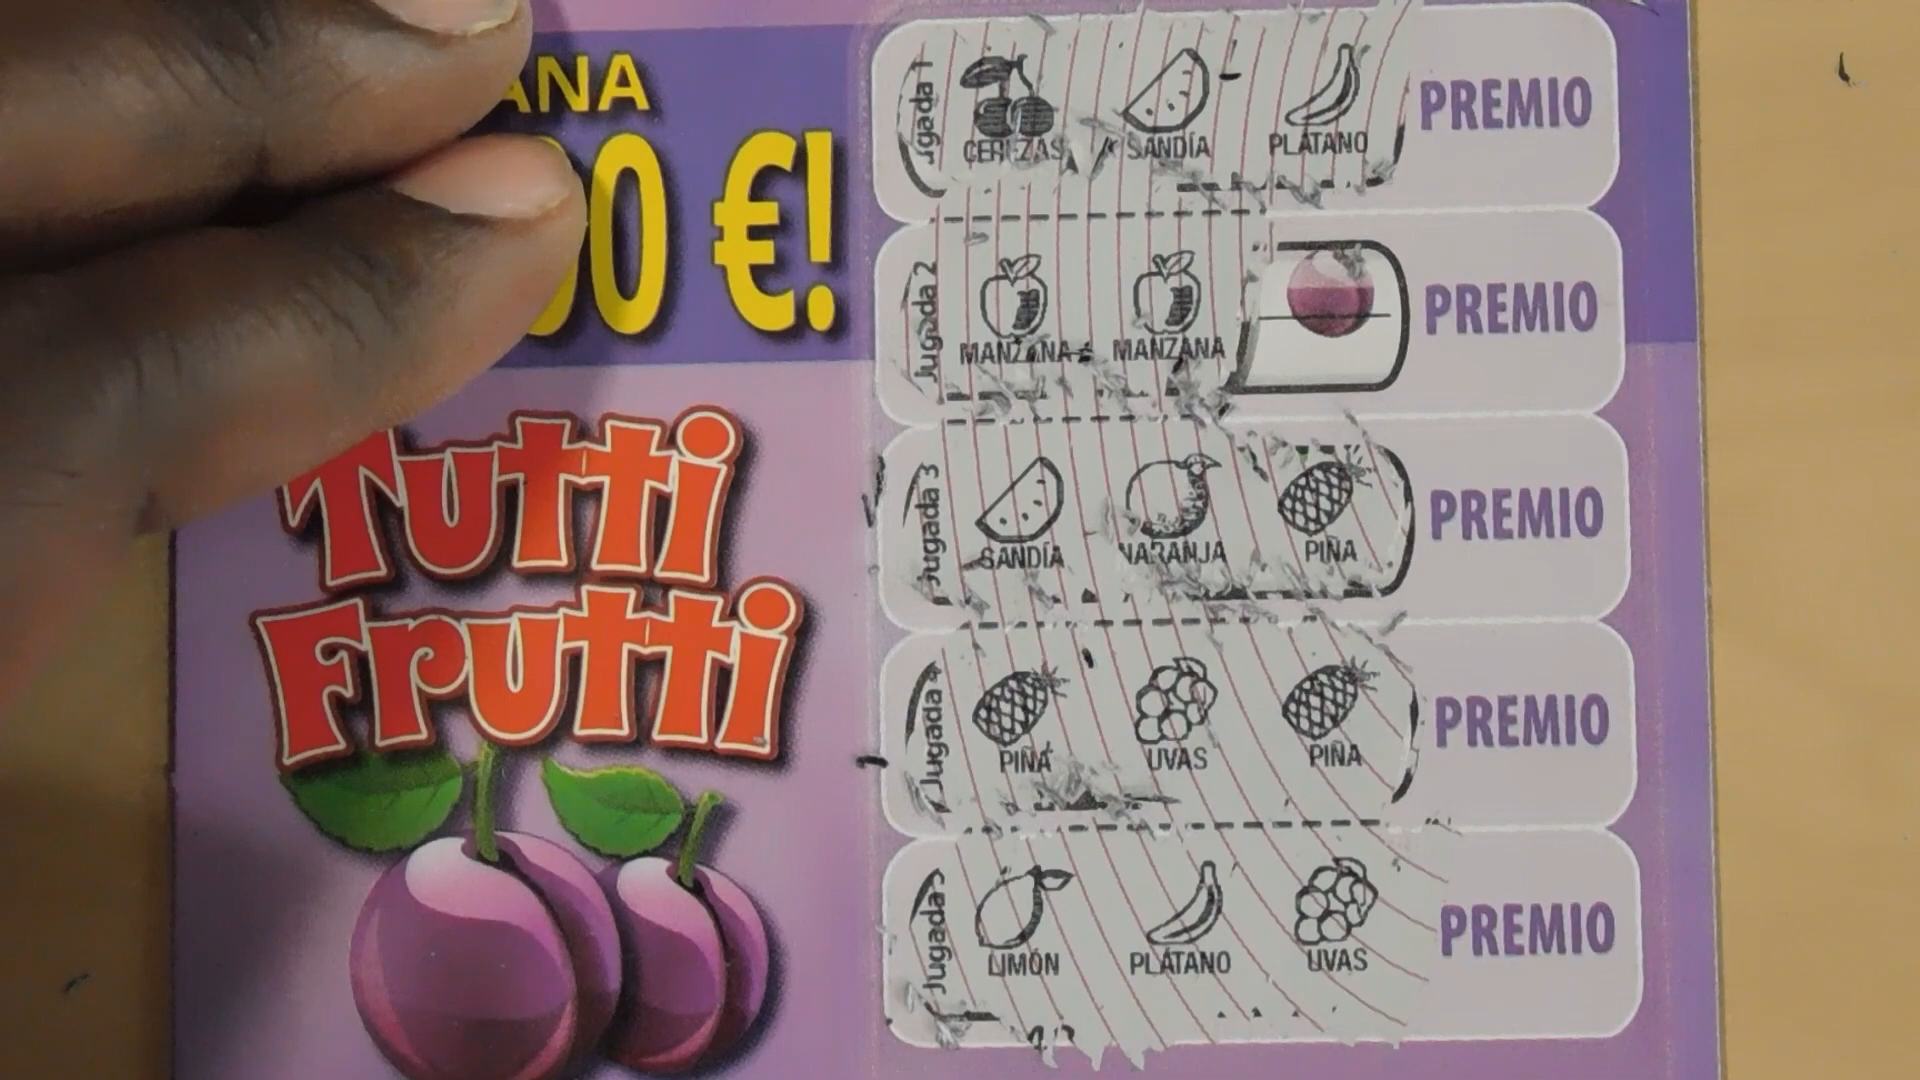 ANA
00 €!
Tutti
Frutti
Jugada 1
CEREZAS SANDÍA PLÁTANO
PREMIO
Jugada 2
MANZANA MANZANA
PREMIO
Jugada 3
SANDÍA NARANJA PIÑA
PREMIO
Jugada 4
PIÑA UVAS PIÑA
PREMIO
Jugada 5
LIMÓN PLÁTANO UVAS
PREMIO